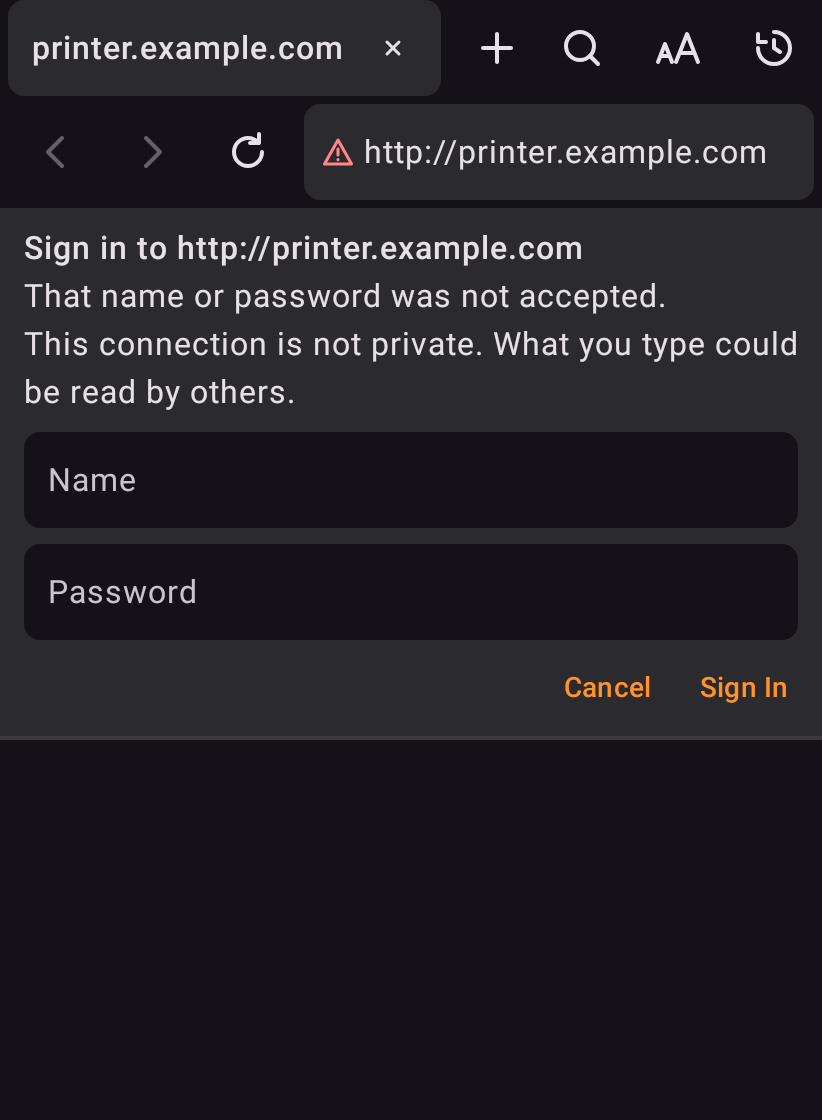 printer.example.com
http://printer.example.com
Sign in to http://printer.example.com
That name or password was not accepted.
This connection is not private. What you type could
be read by others.
Name
Password
Cancel Sign In